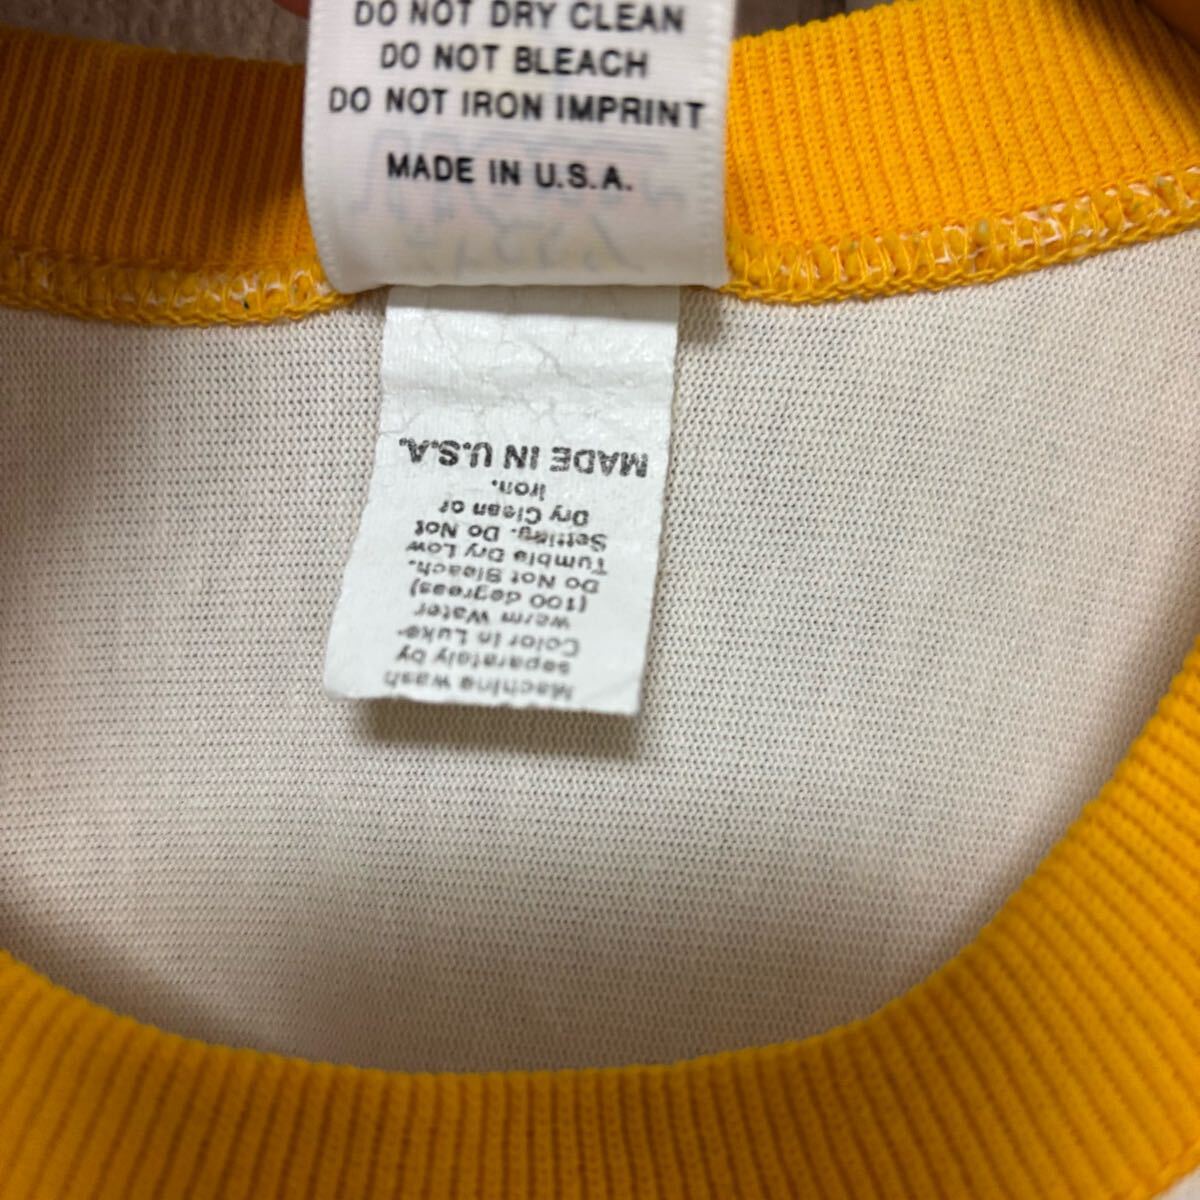 DO NOT DRY CLEAN
DO NOT BLEACH
DO NOT IRON IMPRINT
MADE IN U.S.A.
Machine wash
separately by
Color in Luke-
warm Water
(100 degrees)
Do Not Bleach.
Tumble Dry Low
Setting. Do Not
Dry Clean or
Iron.
MADE IN U.S.A.